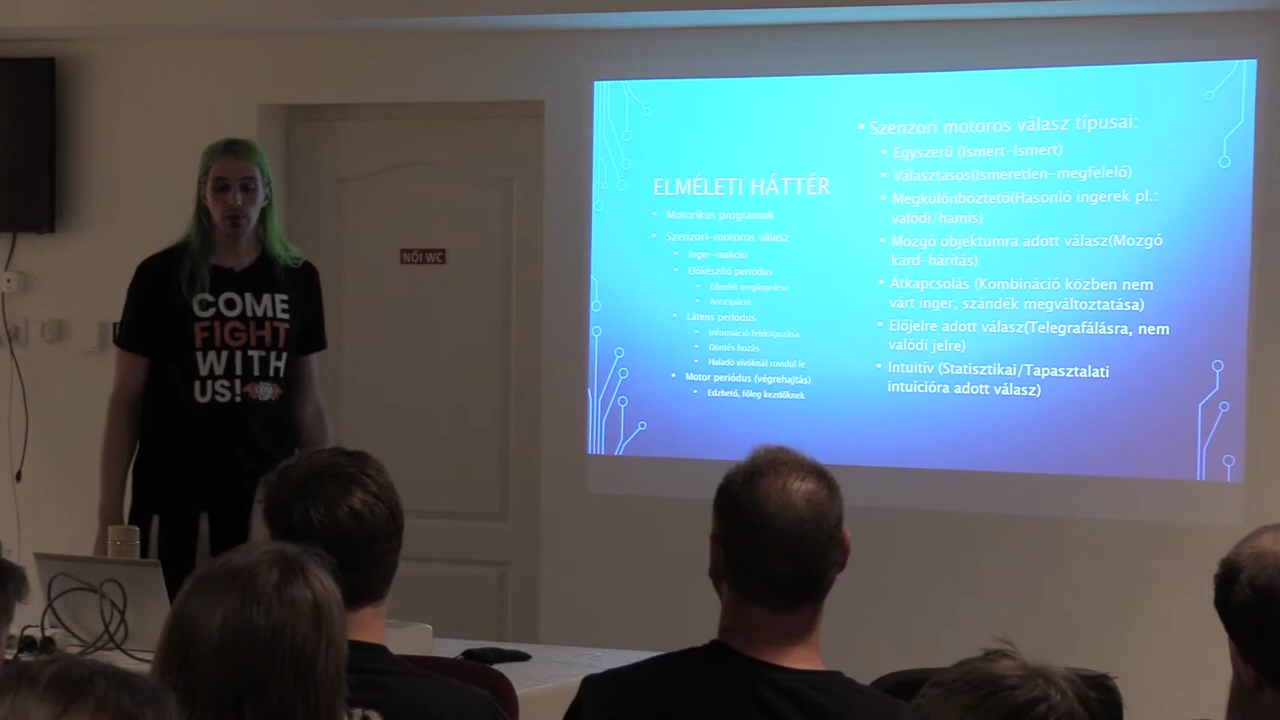 COME
FIGHT
WITH
US!
NŐI WC
ELMÉLETI HÁTTÉR
• Motorikus programok
• Szenzori-motoros válasz
• Inger-reakció
• Előkészítő periódus
• Ellenfél megfigyelése
• Anticipáció
• Látens periódus
• Információ feldolgozása
• Döntés hozás
• Haladó vívóknál rövidül le
• Motor periódus (végrehajtás)
• Edzhető, főleg kezdőknek
• Szenzori motoros válasz típusai:
• Egyszerű (Ismert-Ismert)
• Választásos(Ismeretlen-megfelelő)
• Megkülönböztető(Hasonló ingerek pl.:
valódi/hamis)
• Mozgó objektumra adott válasz(Mozgó
kard-hárítás)
• Átkapcsolás (Kombináció közben nem
várt inger, szándék megváltoztatása)
• Előjelre adott válasz(Telegrafálásra, nem
valódi jelre)
• Intuitív (Statisztikai/Tapasztalati
intuícióra adott válasz)